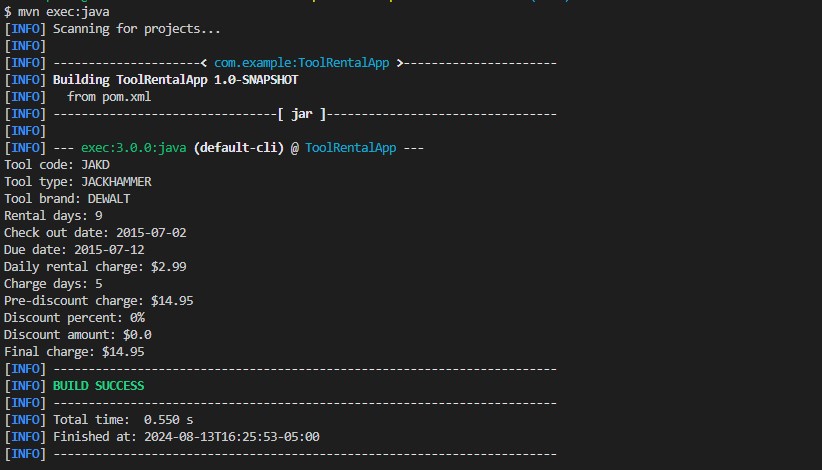 $ mvn exec:java
[INFO] Scanning for projects...
[INFO]
[INFO] ---------------------< com.example:ToolRentalApp >----------------------
[INFO] Building ToolRentalApp 1.0-SNAPSHOT
[INFO]   from pom.xml
[INFO] --------------------------------[ jar ]---------------------------------
[INFO]
[INFO] --- exec:3.0.0:java (default-cli) @ ToolRentalApp ---
Tool code: JAKD
Tool type: JACKHAMMER
Tool brand: DEWALT
Rental days: 9
Check out date: 2015-07-02
Due date: 2015-07-12
Daily rental charge: $2.99
Charge days: 5
Pre-discount charge: $14.95
Discount percent: 0%
Discount amount: $0.0
Final charge: $14.95
[INFO] ------------------------------------------------------------------------
[INFO] BUILD SUCCESS
[INFO] ------------------------------------------------------------------------
[INFO] Total time:  0.550 s
[INFO] Finished at: 2024-08-13T16:25:53-05:00
[INFO] ------------------------------------------------------------------------